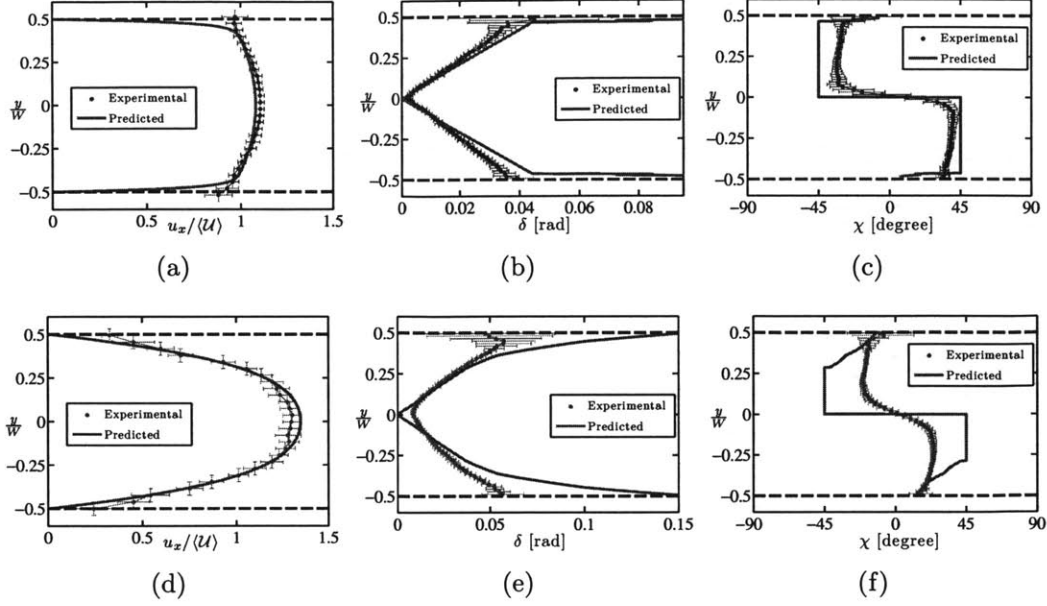 0.5
0.25
y/W
0
−0.25
−0.5
Experimental
Predicted
0
0.5
1
1.5
u_x/⟨U⟩
(a)
0.5
0.25
y/W
0
−0.25
−0.5
Experimental
Predicted
0
0.02
0.04
0.06
0.08
δ [rad]
(b)
0.5
0.25
y/W
0
−0.25
−0.5
Experimental
Predicted
−90
−45
0
45
90
χ [degree]
(c)
0.5
0.25
y/W
0
−0.25
−0.5
Experimental
Predicted
0
0.5
1
1.5
u_x/⟨U⟩
(d)
0.5
0.25
y/W
0
−0.25
−0.5
Experimental
Predicted
0
0.05
0.1
0.15
δ [rad]
(e)
0.5
0.25
y/W
0
−0.25
−0.5
Experimental
Predicted
−90
−45
0
45
90
χ [degree]
(f)